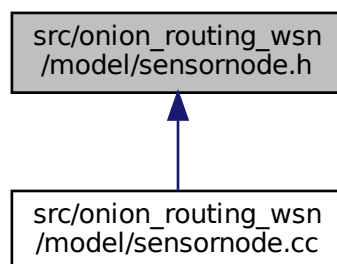 src/onion_routing_wsn
/model/sensornode.h
src/onion_routing_wsn
/model/sensornode.cc